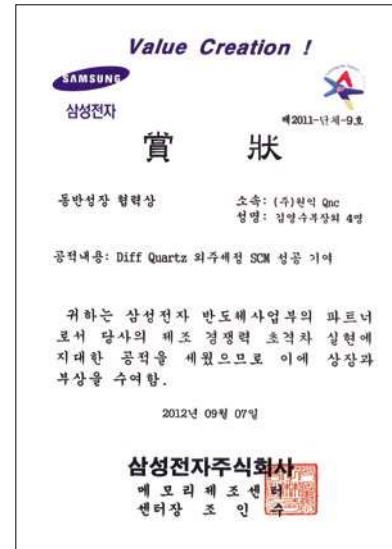 Value Creation !
SAMSUNG
삼성전자
제2011-단체-9호
賞 狀
동반성장 협력상
소속: (주)원익 Qnc
성명: 김영수부장외 4명
공적내용: Diff Quartz 외주세정 SCM 성공 기여
귀하는 삼성전자 반도체사업부의 파트너
로서 당사의 제조 경쟁력 초격차 실현에
지대한 공적을 세웠으므로 이에 상장과
부상을 수여함.
2012년 09월 07일
삼성전자주식회사
메모리제조센터
센터장 조인수